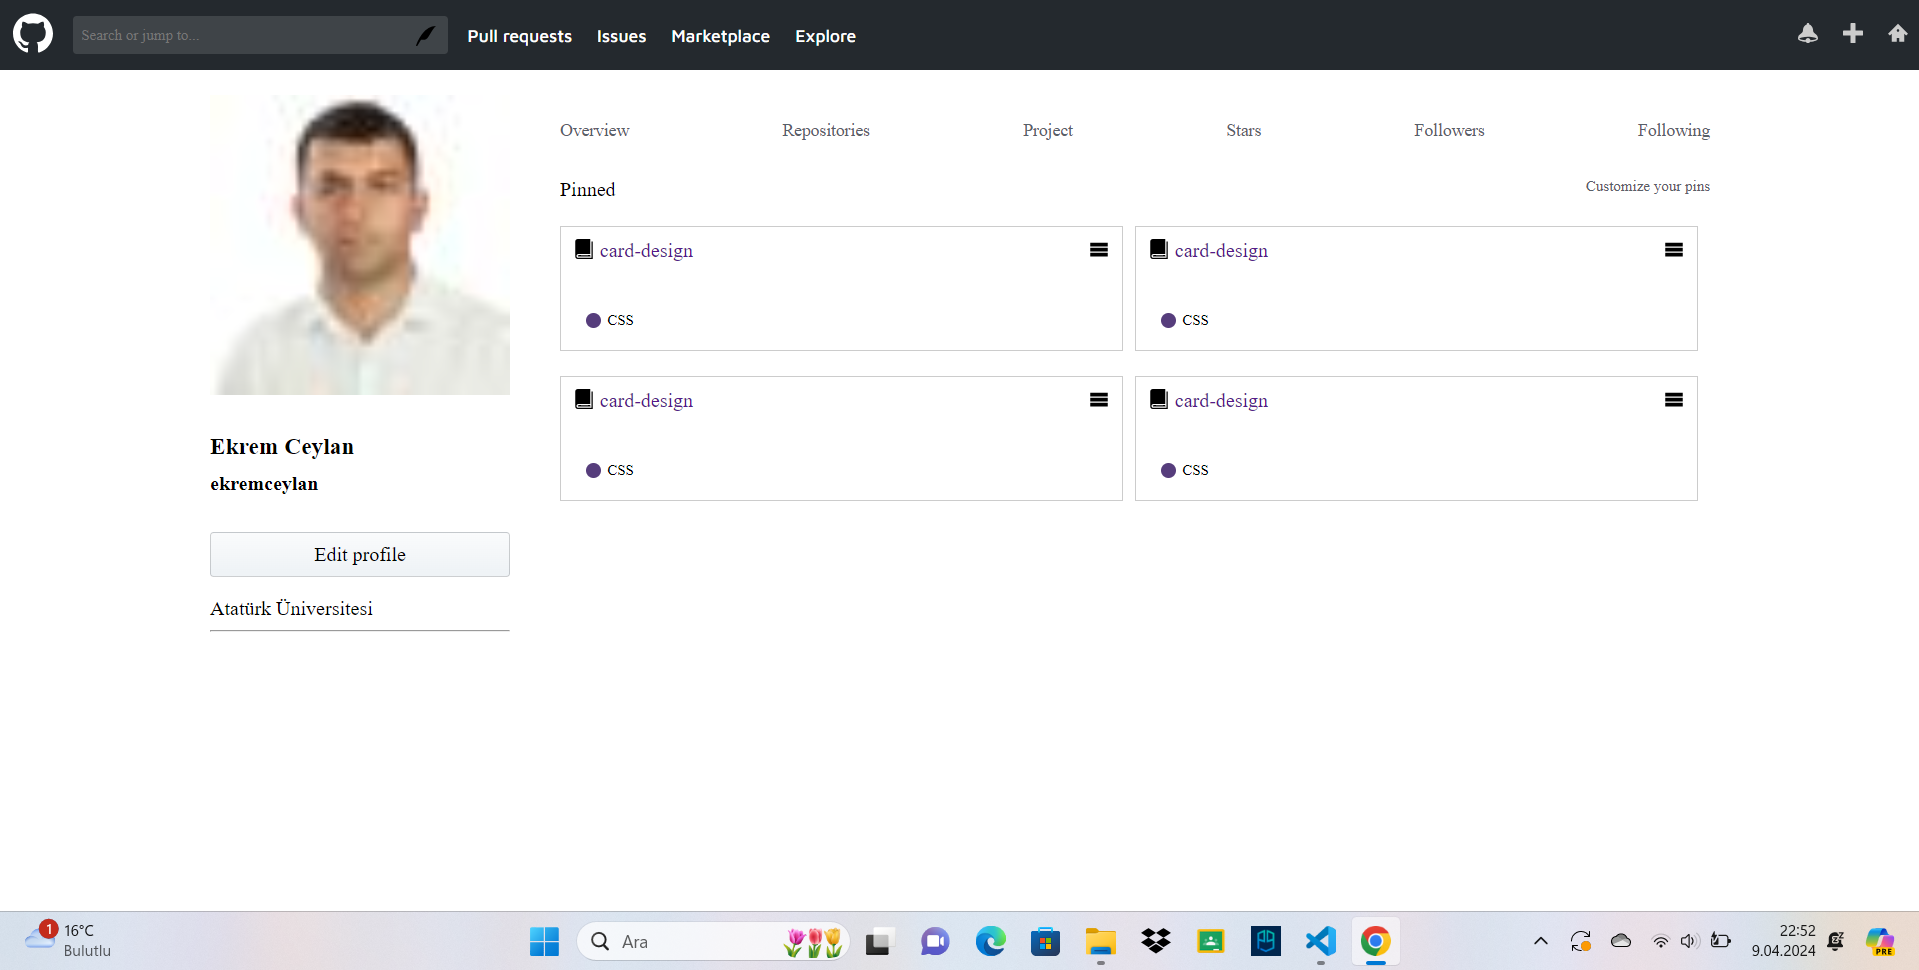 Search or jump to...
Pull requests Issues Marketplace Explore
Overview Repositories Project Stars Followers Following
Pinned Customize your pins
card-design
CSS
card-design
CSS
card-design
CSS
card-design
CSS
Ekrem Ceylan
ekremceylan
Edit profile
Atatürk Üniversitesi
1
16°C
Bulutlu
Ara
22:52
9.04.2024
PRE